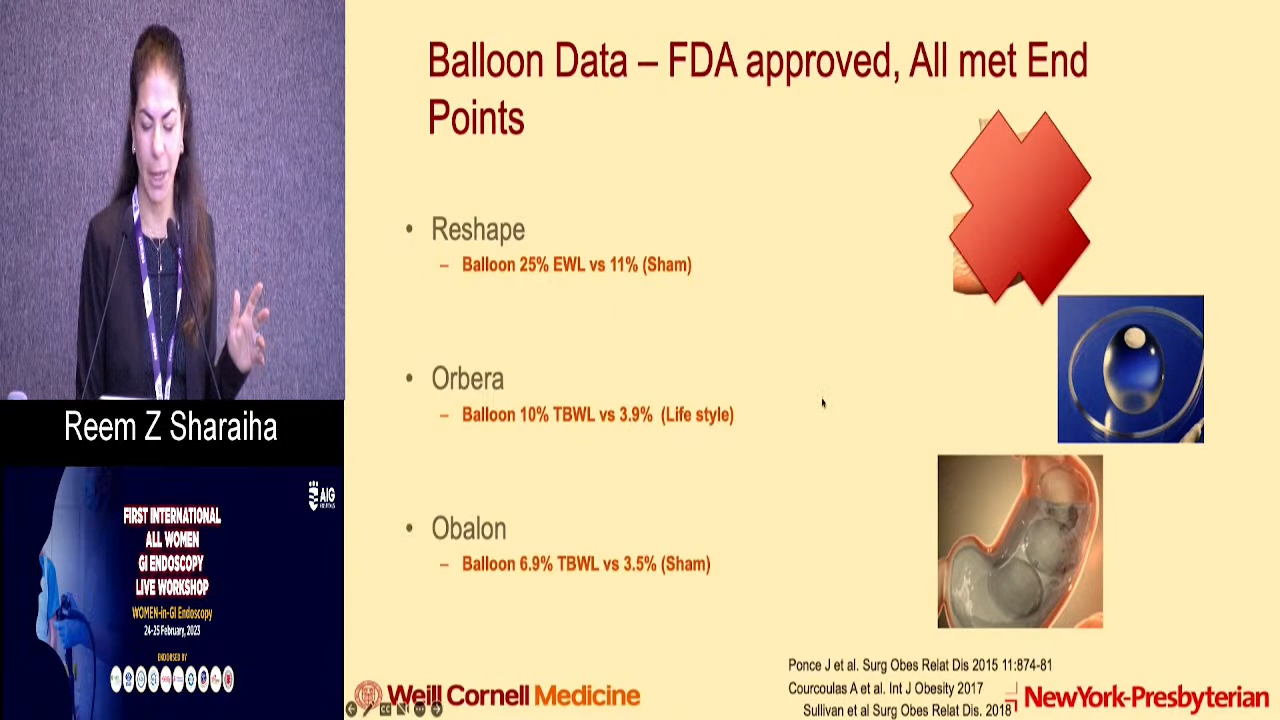 Balloon Data – FDA approved, All met End
Points
• Reshape
– Balloon 25% EWL vs 11% (Sham)
• Orbera
– Balloon 10% TBWL vs 3.9% (Life style)
• Obalon
– Balloon 6.9% TBWL vs 3.5% (Sham)
Ponce J et al. Surg Obes Relat Dis 2015 11:874-81
Courcoulas A et al. Int J Obesity 2017
Sullivan et al Surg Obes Relat Dis. 2018
Weill Cornell Medicine
NewYork-Presbyterian
Reem Z Sharaiha
AIG
HOSPITALS
FIRST INTERNATIONAL
ALL WOMEN
GI ENDOSCOPY
LIVE WORKSHOP
WOMEN-in-GI Endoscopy
24-25 February, 2023
ENDORSED BY